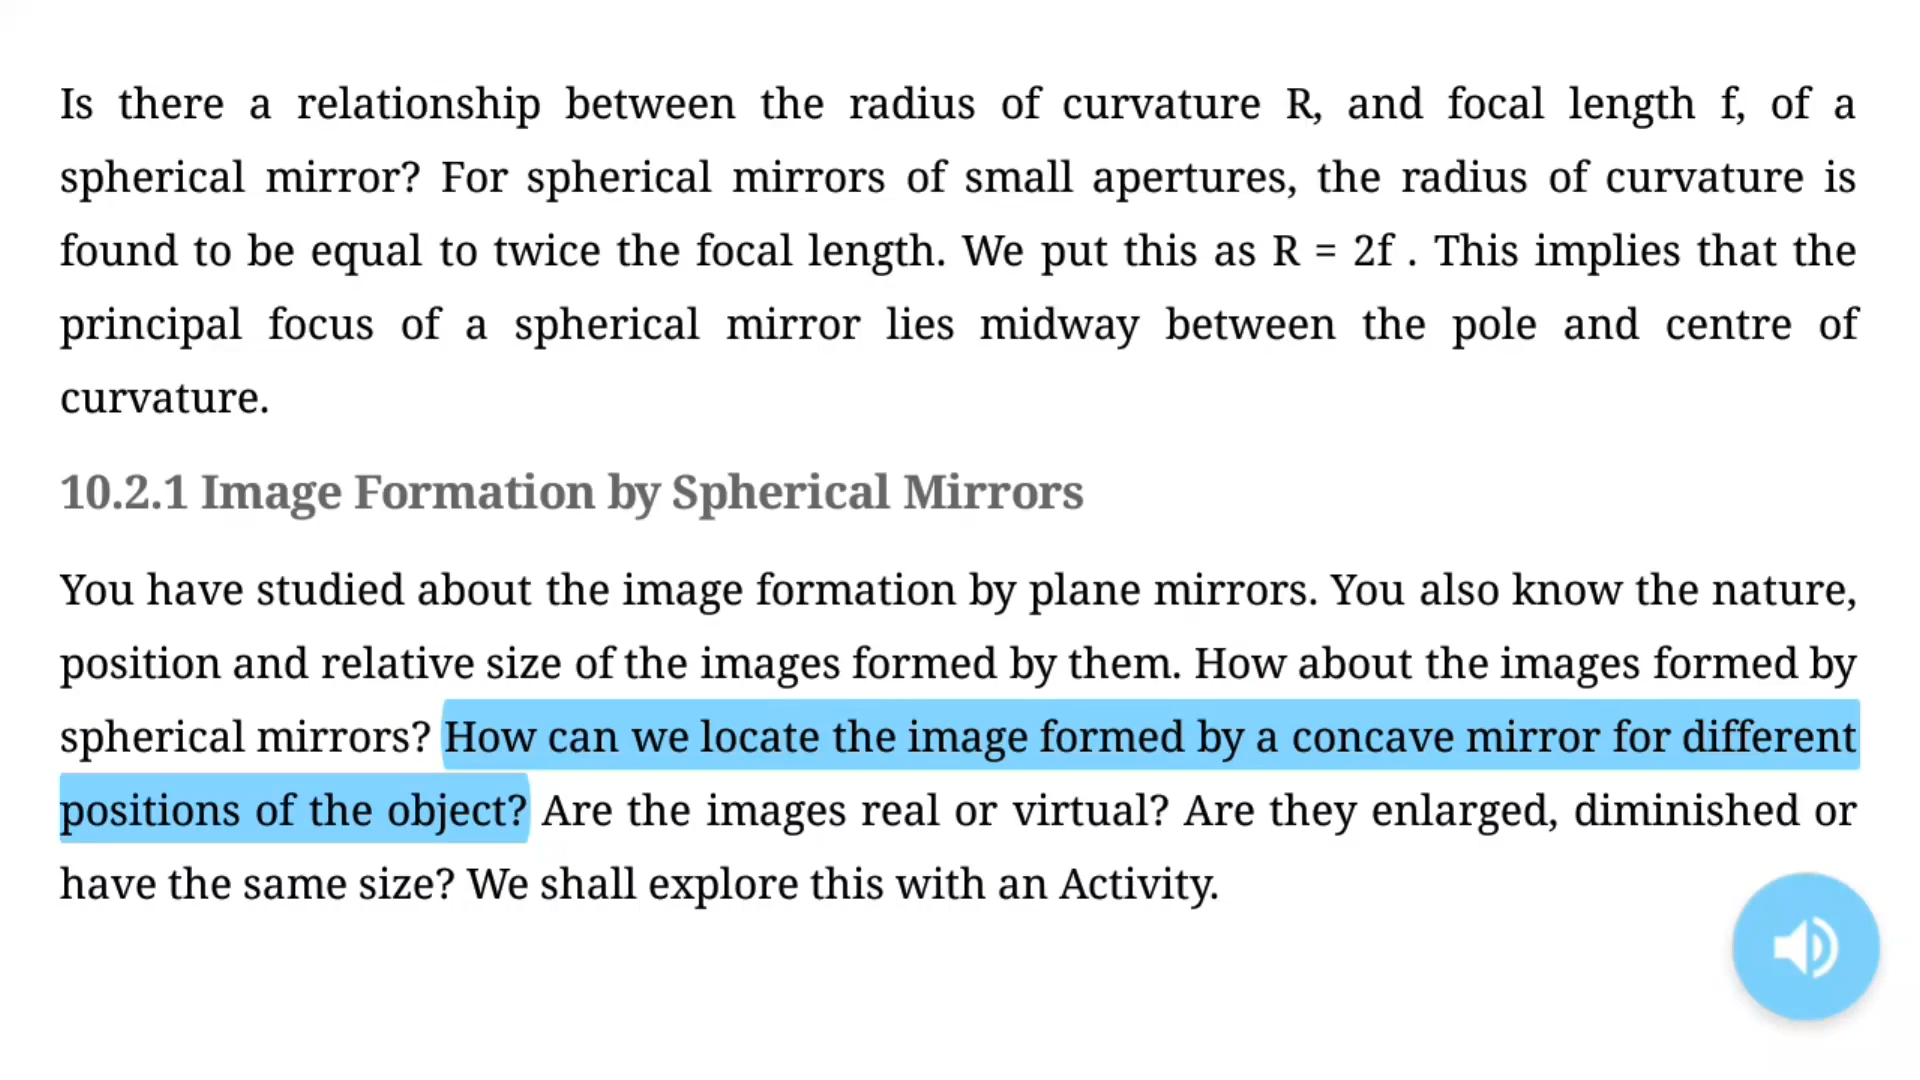 Is there a relationship between the radius of curvature R, and focal length f, of a
spherical mirror? For spherical mirrors of small apertures, the radius of curvature is
found to be equal to twice the focal length. We put this as R = 2f . This implies that the
principal focus of a spherical mirror lies midway between the pole and centre of
curvature.
10.2.1 Image Formation by Spherical Mirrors
You have studied about the image formation by plane mirrors. You also know the nature,
position and relative size of the images formed by them. How about the images formed by
spherical mirrors? How can we locate the image formed by a concave mirror for different
positions of the object? Are the images real or virtual? Are they enlarged, diminished or
have the same size? We shall explore this with an Activity.